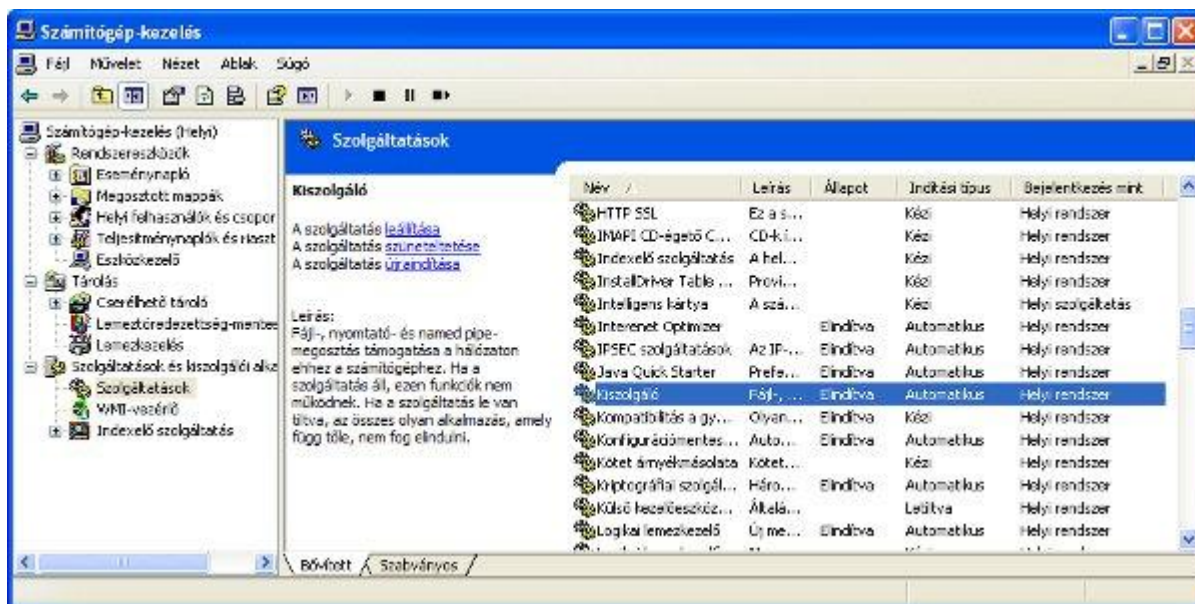 Számítógép-kezelés
Fájl Művelet Nézet Ablak Súgó
Számítógép-kezelés (Helyi)
Rendszereszközök
Eseménynapló
Megosztott mappák
Helyi felhasználók és csopor
Teljesítménynaplók és riaszt
Eszközkezelő
Tárolás
Cserélhető tároló
Lemeztöredezettség-mentes
Lemezkezelés
Szolgáltatások és kiszolgálói alka
Szolgáltatások
WMI-vezérlő
Indexelő szolgáltatás
Szolgáltatások
Kiszolgáló
A szolgáltatás leállítása
A szolgáltatás szüneteltetése
A szolgáltatás újraindítása
Leírás:
Fájl-, nyomtató- és named pipe-
megosztás támogatása a hálózaton
ehhez a számítógéphez. Ha a
szolgáltatás áll, ezen funkciók nem
működnek. Ha a szolgáltatás le van
tiltva, az összes olyan alkalmazás, amely
függ tőle, nem fog elindulni.
Név / Leírás Állapot Indítási típus Bejelentkezés mint
HTTP SSL Ez a s... Kézi Helyi rendszer
IMAPI CD-égető C... CD-k i... Kézi Helyi rendszer
Indexelő szolgáltatás A hel... Kézi Helyi rendszer
InstallDriver Table ... Provi... Kézi Helyi rendszer
Intelligens kártya A szá... Kézi Helyi szolgáltatás
Interenet Optimizer Elindítva Automatikus Helyi rendszer
IPSEC szolgáltatások Az IP-... Elindítva Automatikus Helyi rendszer
Java Quick Starter Prefe... Elindítva Automatikus Helyi rendszer
Kiszolgáló Fájl-, ... Elindítva Automatikus Helyi rendszer
Kompatibilitás a gy... Olyan... Elindítva Kézi Helyi rendszer
Konfigurációmentes... Auto... Elindítva Automatikus Helyi rendszer
Kötet árnyékmásolata Kötet... Kézi Helyi rendszer
Kriptográfiai szolgál... Háro... Elindítva Automatikus Helyi rendszer
Külső kezelőeszköz... Általá... Letiltva Helyi rendszer
Logikai lemezkezelő Új me... Elindítva Automatikus Helyi rendszer
Bővített Szabványos